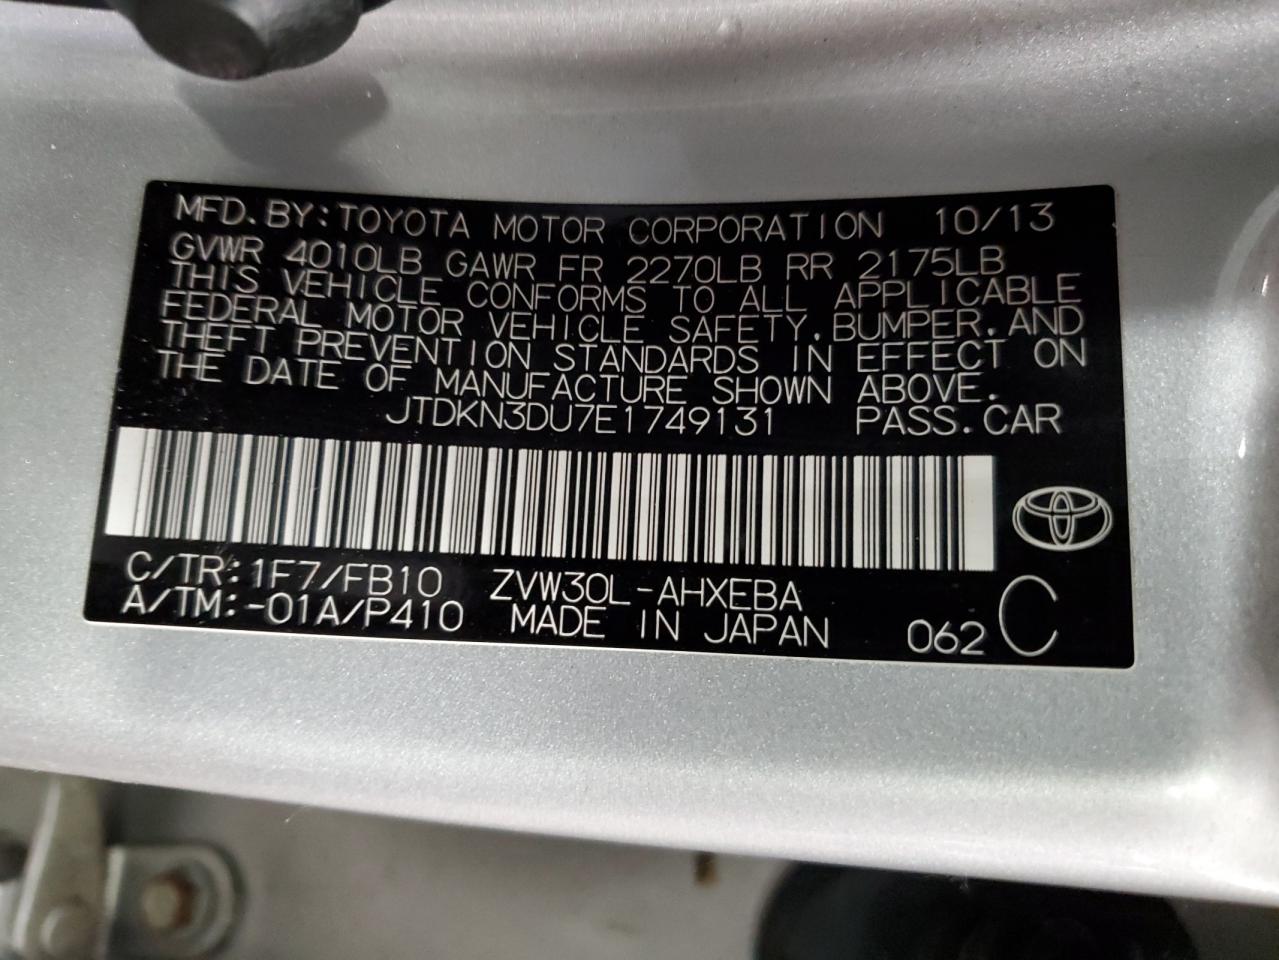 MFD.BY:TOYOTA MOTOR CORPORATION 10/13
GVWR 4010LB GAWR FR 2270LB RR 2175LB
THIS VEHICLE CONFORMS TO ALL APPLICABLE
FEDERAL MOTOR VEHICLE SAFETY,BUMPER,AND
THEFT PREVENTION STANDARDS IN EFFECT ON
THE DATE OF MANUFACTURE SHOWN ABOVE.
JTDKN3DU7E1749131 PASS.CAR
C/TR:1F7/FB10 ZVW30L-AHXEBA
A/TM:-01A/P410 MADE IN JAPAN 062 C